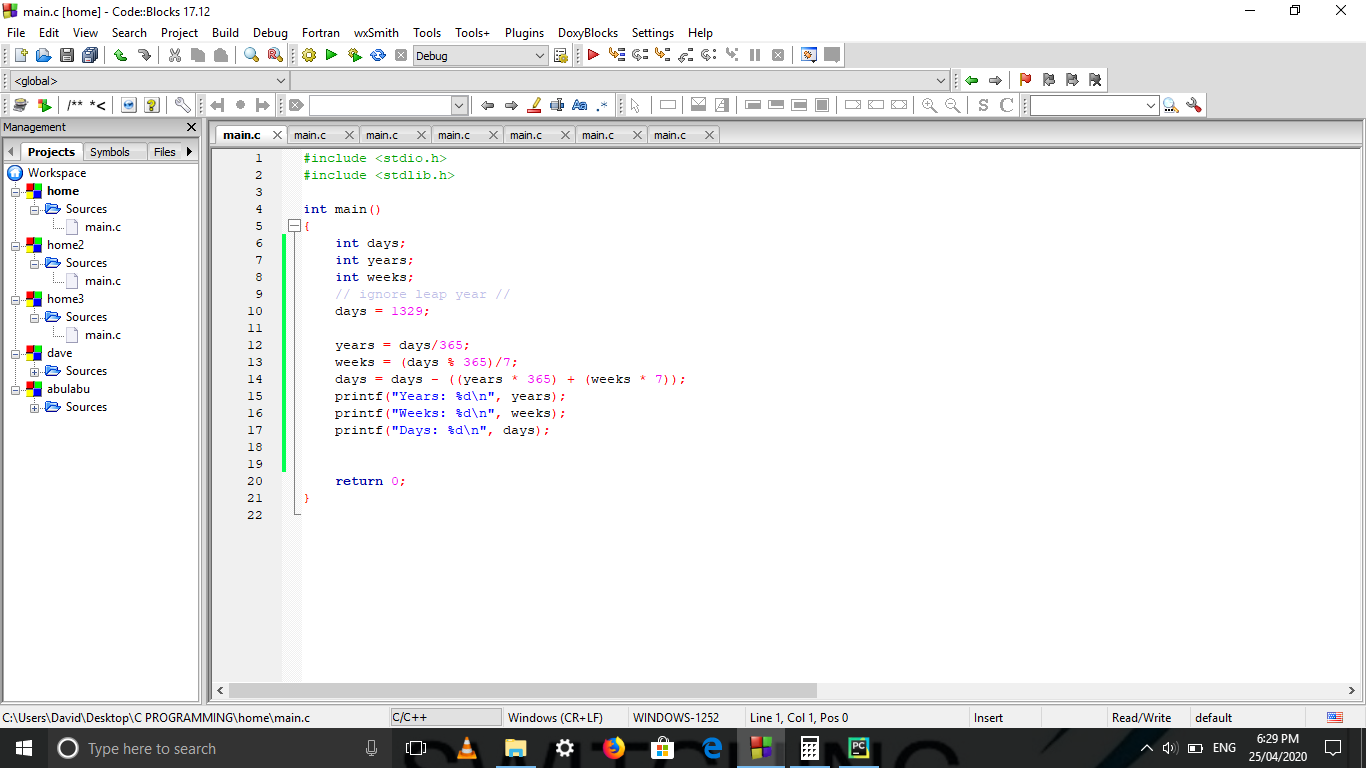 main.c [home] - Code::Blocks 17.12
File Edit View Search Project Build Debug Fortran wxSmith Tools Tools+ Plugins DoxyBlocks Settings Help
Debug
<global>
/** *< Aa .* S C
Management
main.c main.c main.c main.c main.c main.c main.c
Projects Symbols Files
Workspace
home
Sources
main.c
home2
Sources
main.c
home3
Sources
main.c
dave
Sources
abulabu
Sources
1 #include <stdio.h>
2 #include <stdlib.h>
3
4 int main()
5 {
6 int days;
7 int years;
8 int weeks;
9 // ignore leap year //
10 days = 1329;
11
12 years = days/365;
13 weeks = (days % 365)/7;
14 days = days - ((years * 365) + (weeks * 7));
15 printf("Years: %d\n", years);
16 printf("Weeks: %d\n", weeks);
17 printf("Days: %d\n", days);
18
19
20 return 0;
21 }
22
C:\Users\David\Desktop\C PROGRAMMING\home\main.c C/C++ Windows (CR+LF) WINDOWS-1252 Line 1, Col 1, Pos 0 Insert Read/Write default
Type here to search
PC
ENG
6:29 PM
25/04/2020